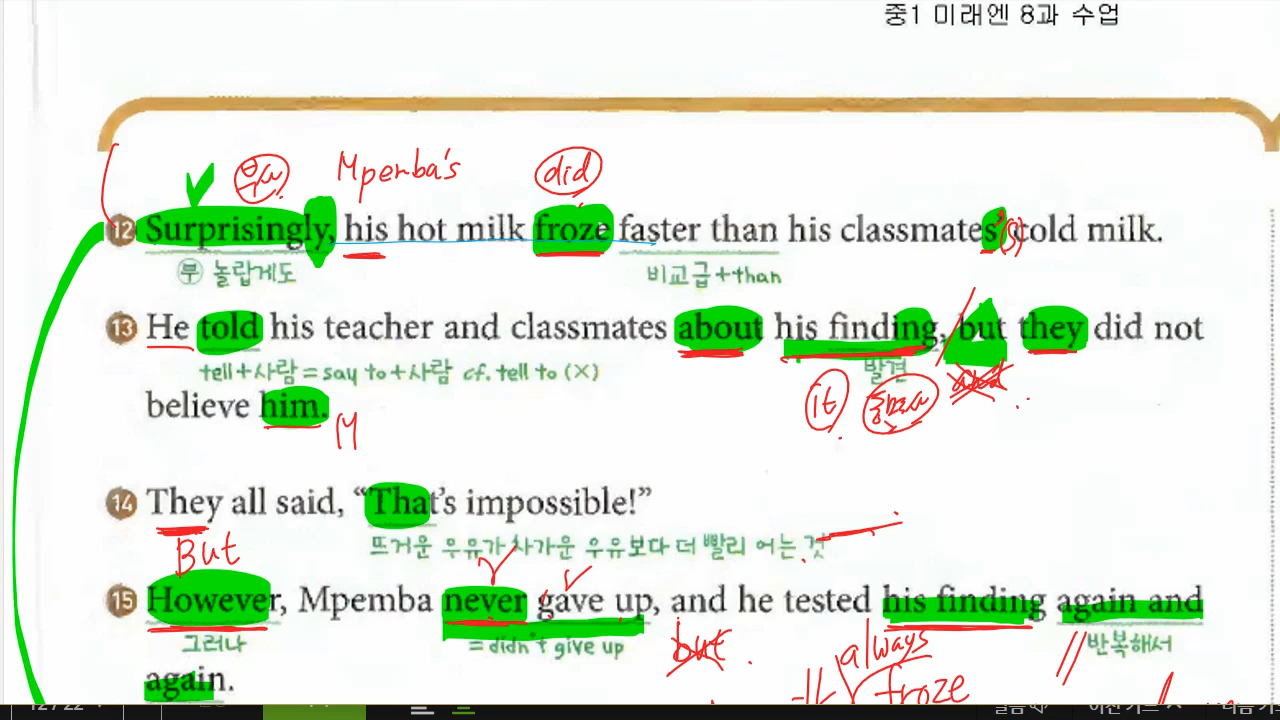 중1 미래엔 8과 수업
부사 Mpemba's did
12 Surprisingly, his hot milk froze faster than his classmates' (s) cold milk.
부 놀랍게도 비교급+than
13 He told his teacher and classmates about his finding, but they did not
tell+사람=say to+사람 cf. tell to (×) 발견
it and
believe him.
M
14 They all said, “That's impossible!”
뜨거운 우유가 차가운 우유보다 더 빨리 어는 것
But
15 However, Mpemba never gave up, and he tested his finding again and
그러나 = didn't give up but always 반복해서
again. froze